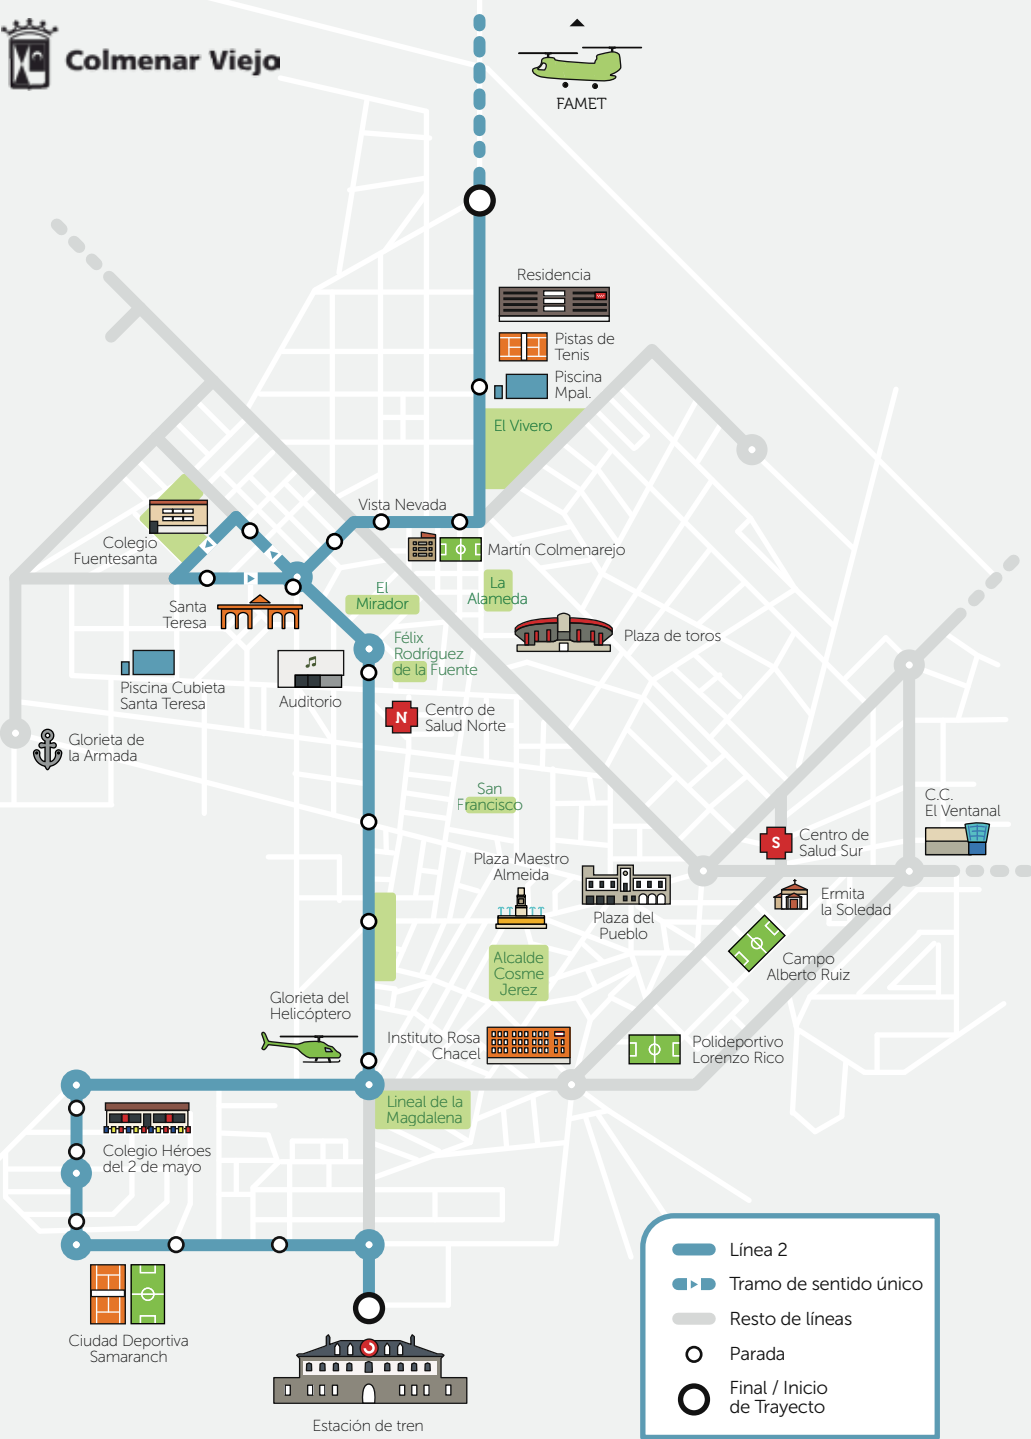 Colmenar Viejo
FAMET
Residencia
Pistas de
Tenis
Piscina
Mpal.
El Vivero
Vista Nevada
Martín Colmenarejo
Colegio
Fuentesanta
El
Mirador
La
Alameda
Santa
Teresa
Félix
Rodríguez
de la Fuente
Plaza de toros
Piscina Cubieta
Santa Teresa
Auditorio
N
Centro de
Salud Norte
Glorieta de
la Armada
San
Francisco
C.C.
El Ventanal
S
Centro de
Salud Sur
Plaza Maestro
Almeida
Plaza del
Pueblo
Ermita
la Soledad
Alcalde
Cosme
Jerez
Campo
Alberto Ruiz
Glorieta del
Helicóptero
Instituto Rosa
Chacel
Polideportivo
Lorenzo Rico
Lineal de la
Magdalena
Colegio Héroes
del 2 de mayo
Ciudad Deportiva
Samaranch
Estación de tren
Línea 2
Tramo de sentido único
Resto de líneas
Parada
Final / Inicio
de Trayecto